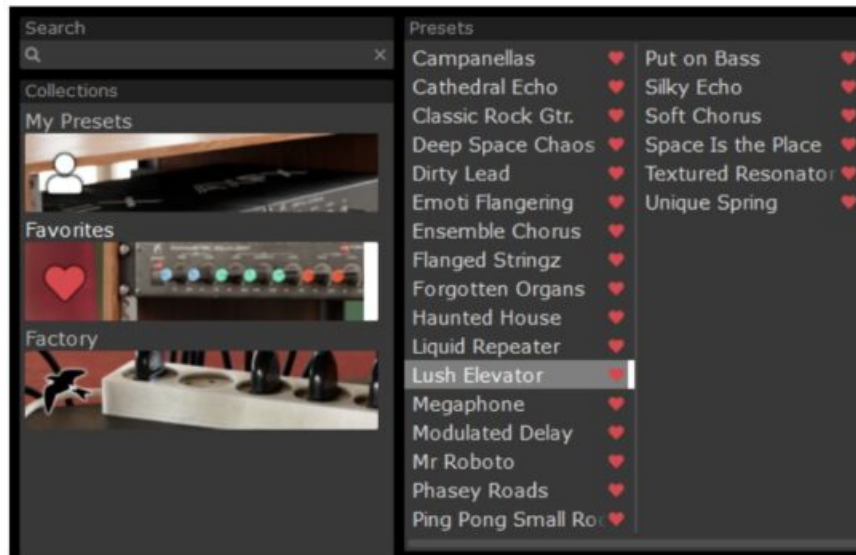 Search
Collections
My Presets
Favorites
Factory
Presets
Campanellas
Cathedral Echo
Classic Rock Gtr.
Deep Space Chaos
Dirty Lead
Emoti Flangering
Ensemble Chorus
Flanged Stringz
Forgotten Organs
Haunted House
Liquid Repeater
Lush Elevator
Megaphone
Modulated Delay
Mr Roboto
Phasey Roads
Ping Pong Small Roo
Put on Bass
Silky Echo
Soft Chorus
Space Is the Place
Textured Resonator
Unique Spring